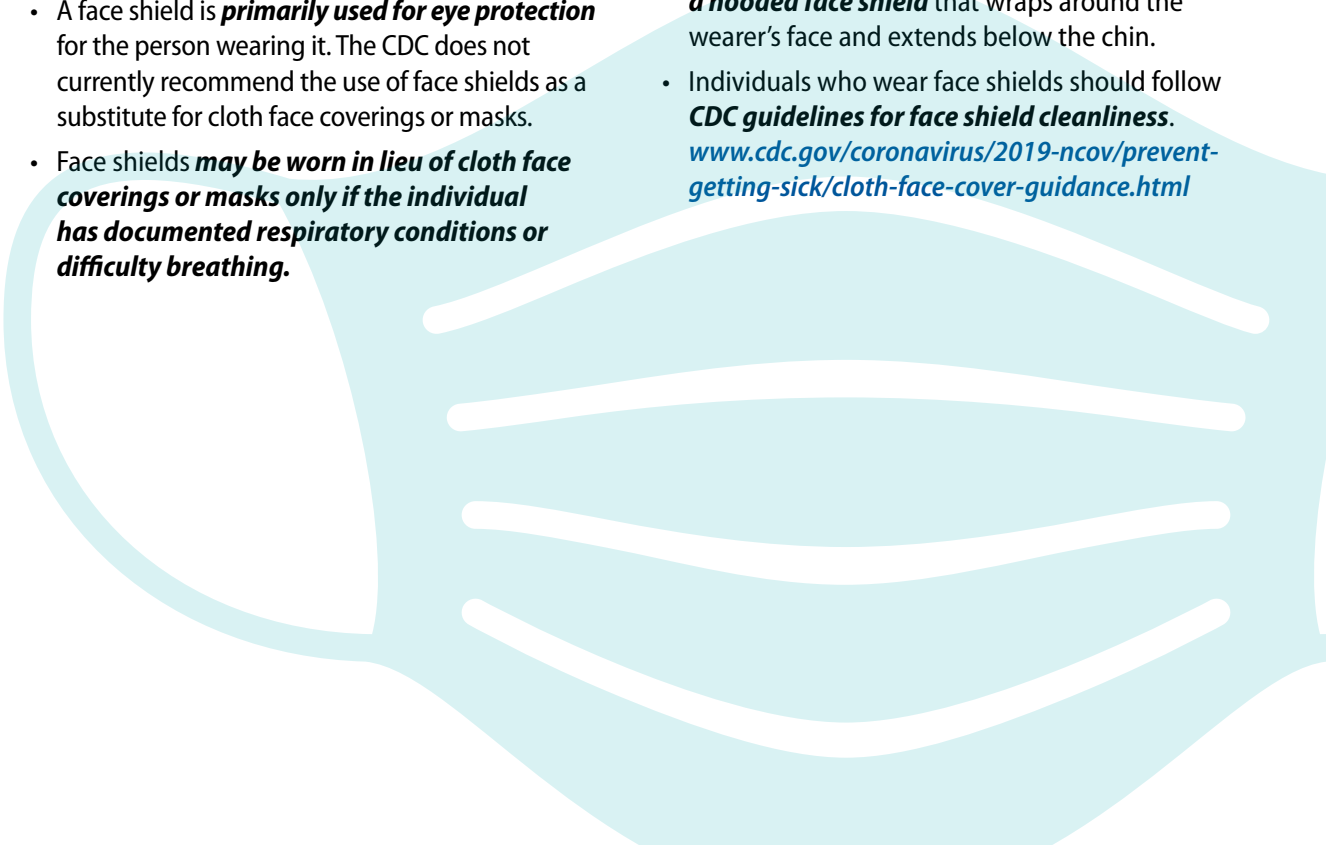 • A face shield is primarily used for eye protection
for the person wearing it. The CDC does not
currently recommend the use of face shields as a
substitute for cloth face coverings or masks.
• Face shields may be worn in lieu of cloth face
coverings or masks only if the individual
has documented respiratory conditions or
difficulty breathing.
a hooded face shield that wraps around the
wearer's face and extends below the chin.
• Individuals who wear face shields should follow
CDC guidelines for face shield cleanliness.
www.cdc.gov/coronavirus/2019-ncov/prevent-
getting-sick/cloth-face-cover-guidance.html